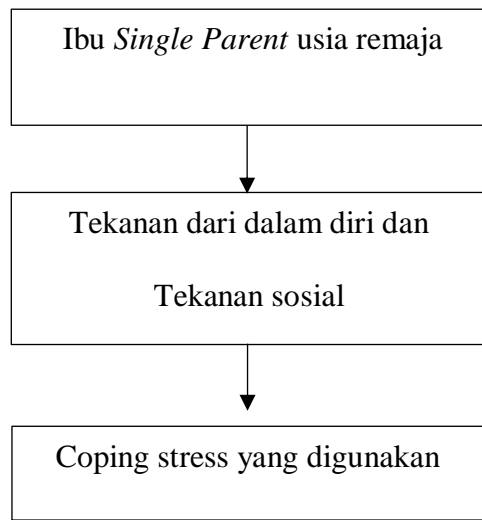 Ibu Single Parent usia remaja
Tekanan dari dalam diri dan
Tekanan sosial
Coping stress yang digunakan